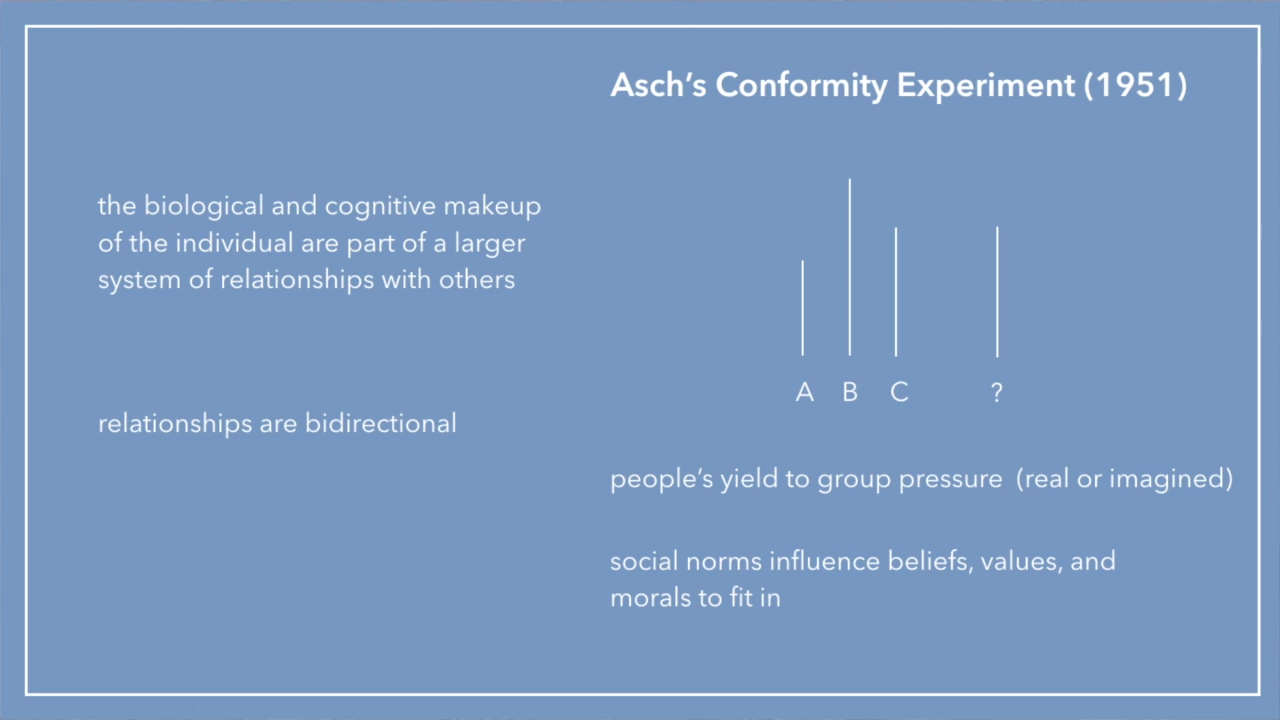 Asch’s Conformity Experiment (1951)
the biological and cognitive makeup
of the individual are part of a larger
system of relationships with others
relationships are bidirectional
A B C ?
people’s yield to group pressure (real or imagined)
social norms influence beliefs, values, and
morals to fit in